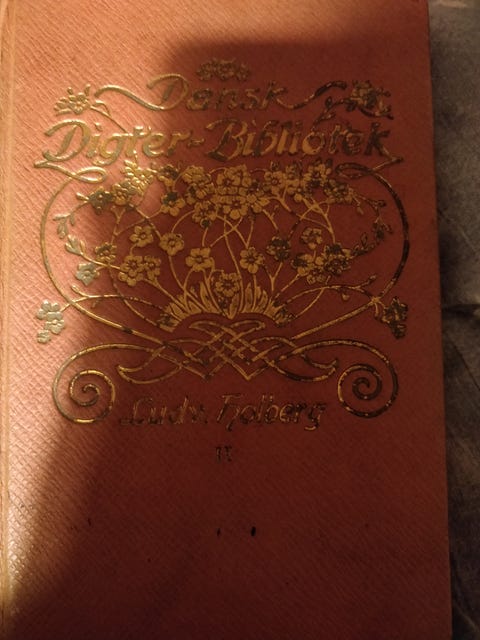 Dansk
Digter-Bibliotek
Ludv. Holberg
II